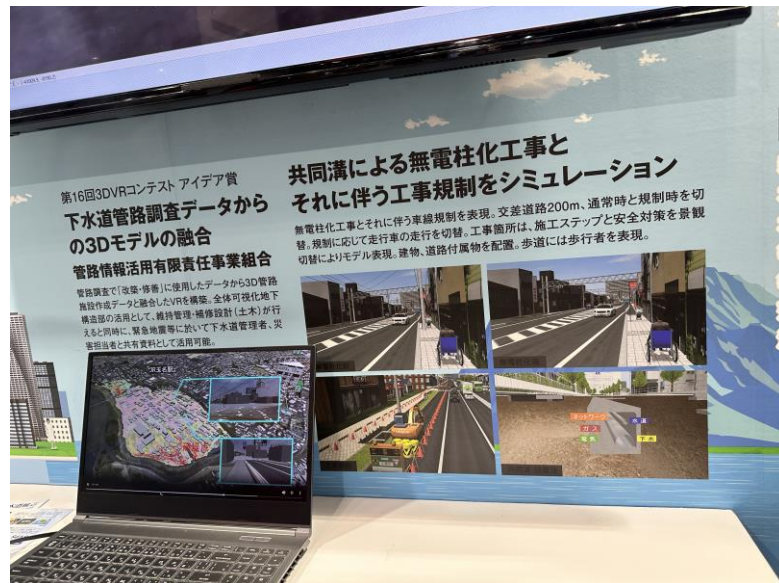 第16回3DVRコンテスト アイデア賞
下水道管路調査データから
の3Dモデルの融合
管路情報活用有限責任事業組合
管路調査で「改築・修善」に使用したデータから3D管路
施設作成データと融合したVRを構築。全体可視化地下
構造部の活用として、維持管理・補修設計(土木)が行
えると同時に、緊急地震等に於いて下水道管理者、災
害担当者と共有資料として活用可能。
共同溝による無電柱化工事と
それに伴う工事規制をシミュレーション
無電柱化工事とそれに伴う車線規制を表現。交差道路200m、通常時と規制時を切
替。規制に応じて走行車の走行を切替。工事箇所は、施工ステップと安全対策を景観
切替によりモデル表現。建物、道路付属物を配置。歩道には歩行者を表現。
ネットワーク
水道
ガス
電気
下水